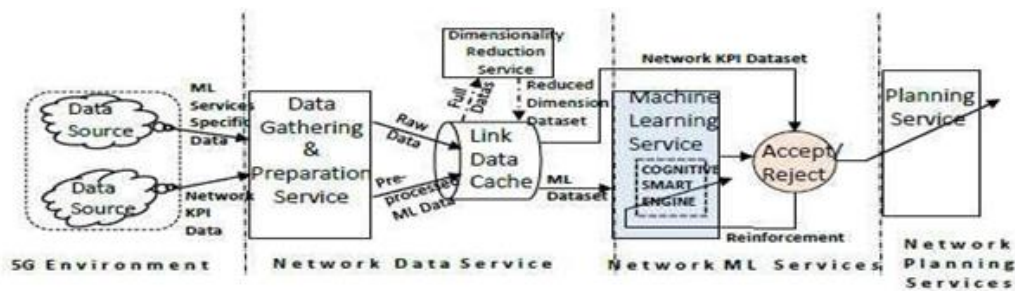 Data
Source
Data
Source
5G Environment
ML
Services
Specific
Data
Network
KPI
Data
Data
Gathering
&
Preparation
Service
Raw
Data
Pre-
processed
ML Data
Dimensionality
Reduction
Service
Full
Datas
Reduced
Dimension
Dataset
Link
Data
Cache
ML
Dataset
Network Data Service
Network KPI Dataset
Machine
Learning
Service
COGNITIVE
SMART
ENGINE
Accept/
Reject
Reinforcement
Network ML Services
Planning
Service
Network
Planning
Services